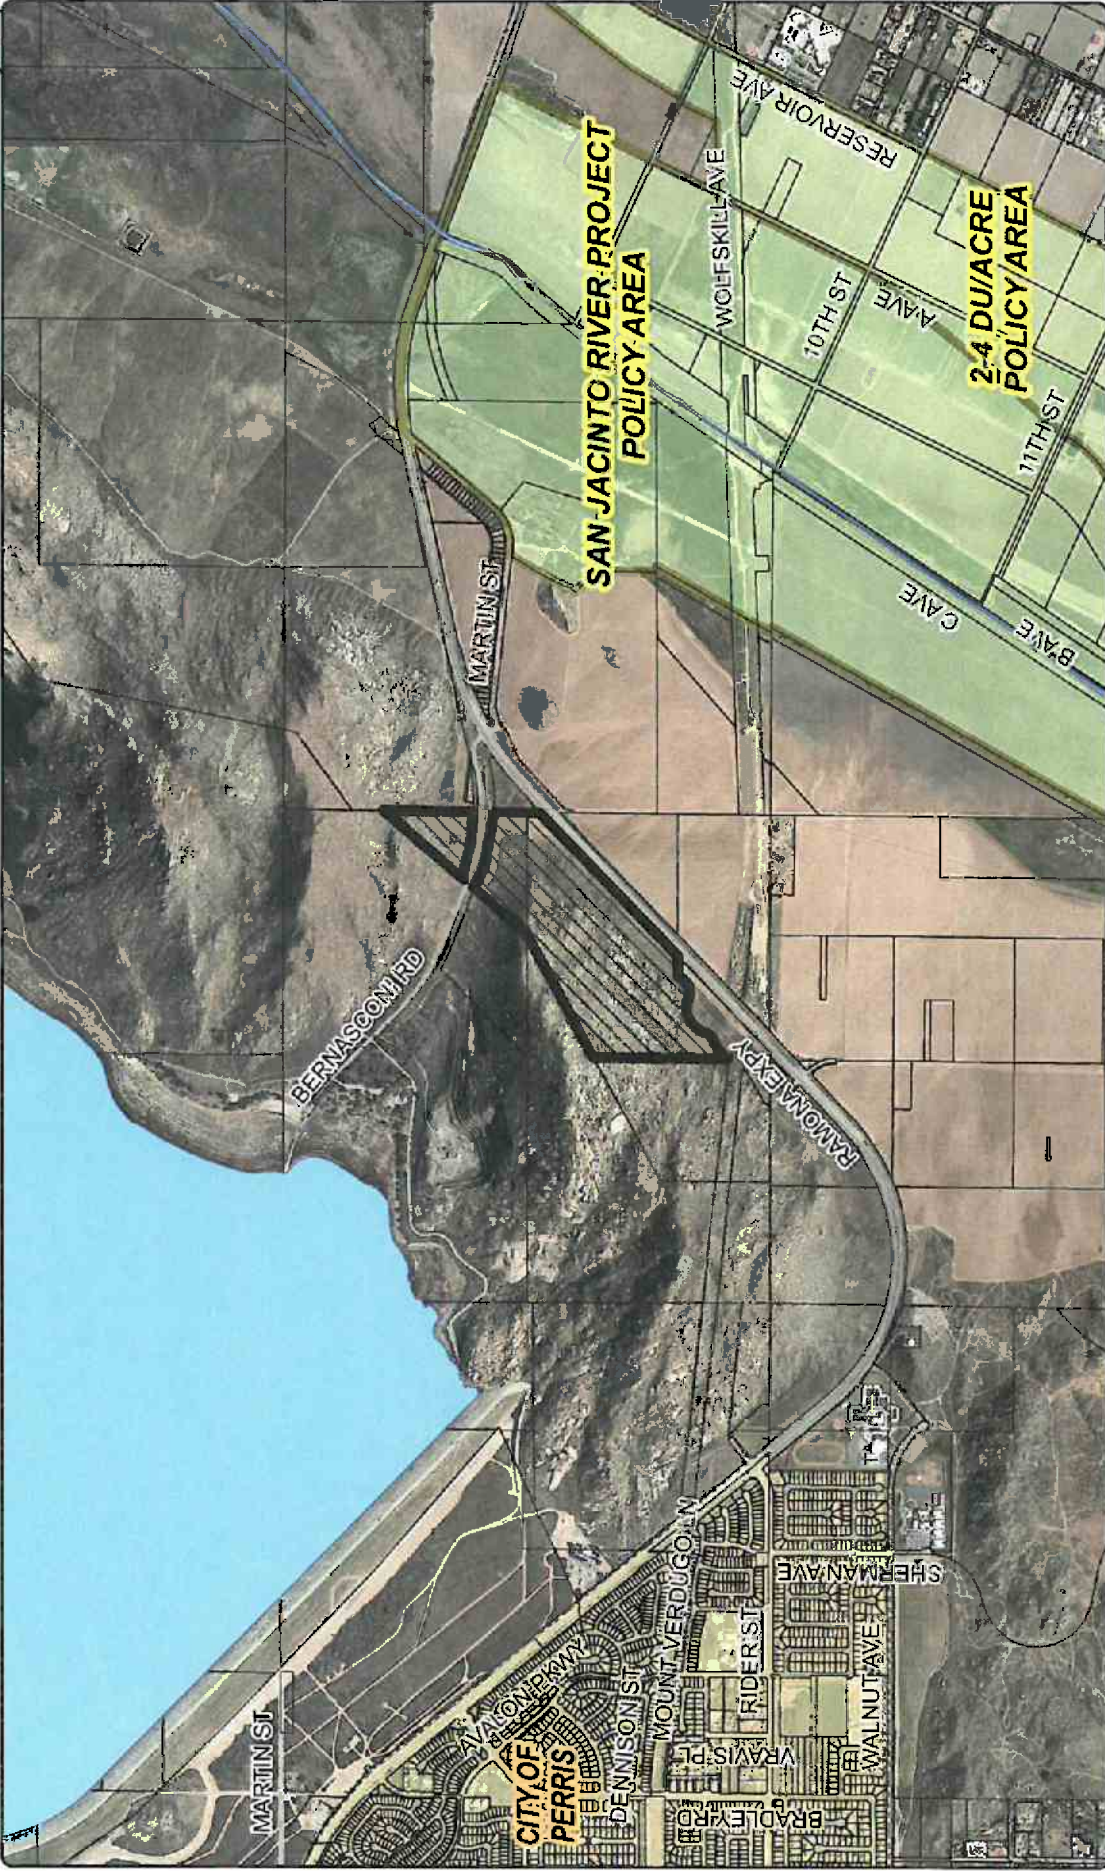 RESERVOIR AVE
WOLFSKILL AVE
SAN JACINTO RIVER PROJECT
POLICY AREA
10TH ST
A AVE
2-4 DU/ACRE
POLICY AREA
11TH ST
C AVE
B AVE
MARTIN ST
BERNASCONI RD
RAMONA EXPY
MARTIN ST
AVALON PKWY
CITY OF
PERRIS
DENNISON ST
MOUNT VERDUGO LN
RIDER ST
VRAVIS PL
BRADLEY RD
WALNUT AVE
SHERMAN AVE